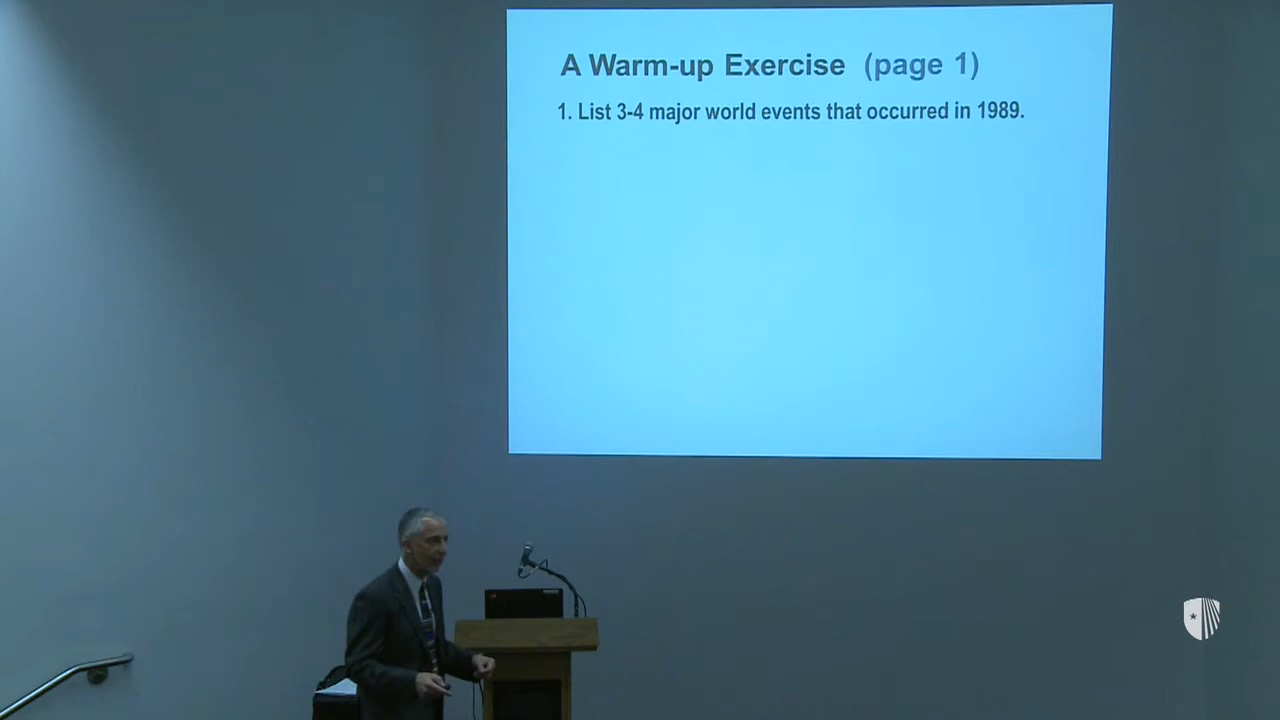 A Warm-up Exercise (page 1)
1. List 3-4 major world events that occurred in 1989.